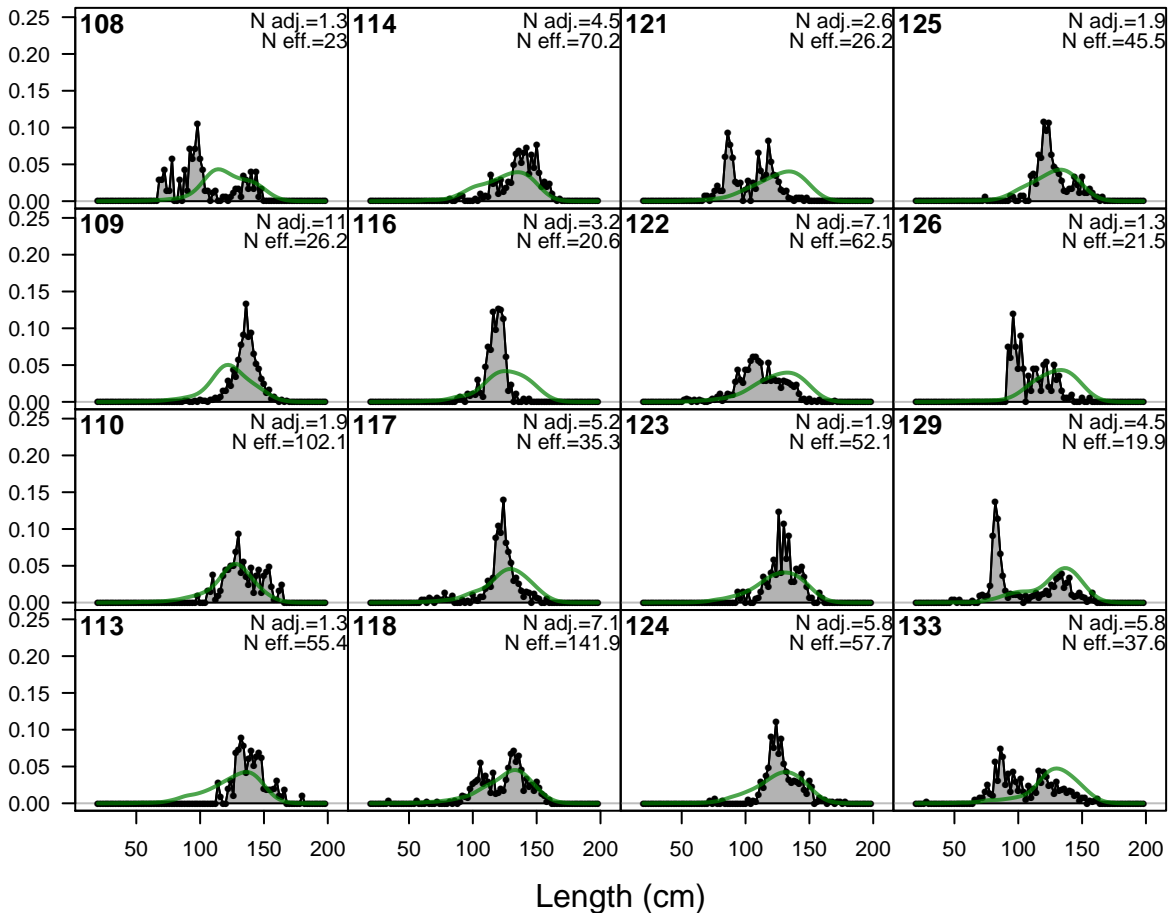 0.25
0.20
0.15
0.10
0.05
0.00
108
N adj.=1.3
N eff.=23
114
N adj.=4.5
N eff.=70.2
121
N adj.=2.6
N eff.=26.2
125
N adj.=1.9
N eff.=45.5
0.25
0.20
0.15
0.10
0.05
0.00
109
N adj.=11
N eff.=26.2
116
N adj.=3.2
N eff.=20.6
122
N adj.=7.1
N eff.=62.5
126
N adj.=1.3
N eff.=21.5
0.25
0.20
0.15
0.10
0.05
0.00
110
N adj.=1.9
N eff.=102.1
117
N adj.=5.2
N eff.=35.3
123
N adj.=1.9
N eff.=52.1
129
N adj.=4.5
N eff.=19.9
0.25
0.20
0.15
0.10
0.05
0.00
113
N adj.=1.3
N eff.=55.4
118
N adj.=7.1
N eff.=141.9
124
N adj.=5.8
N eff.=57.7
133
N adj.=5.8
N eff.=37.6
50 100 150 200 50 100 150 200 50 100 150 200 50 100 150 200
Length (cm)